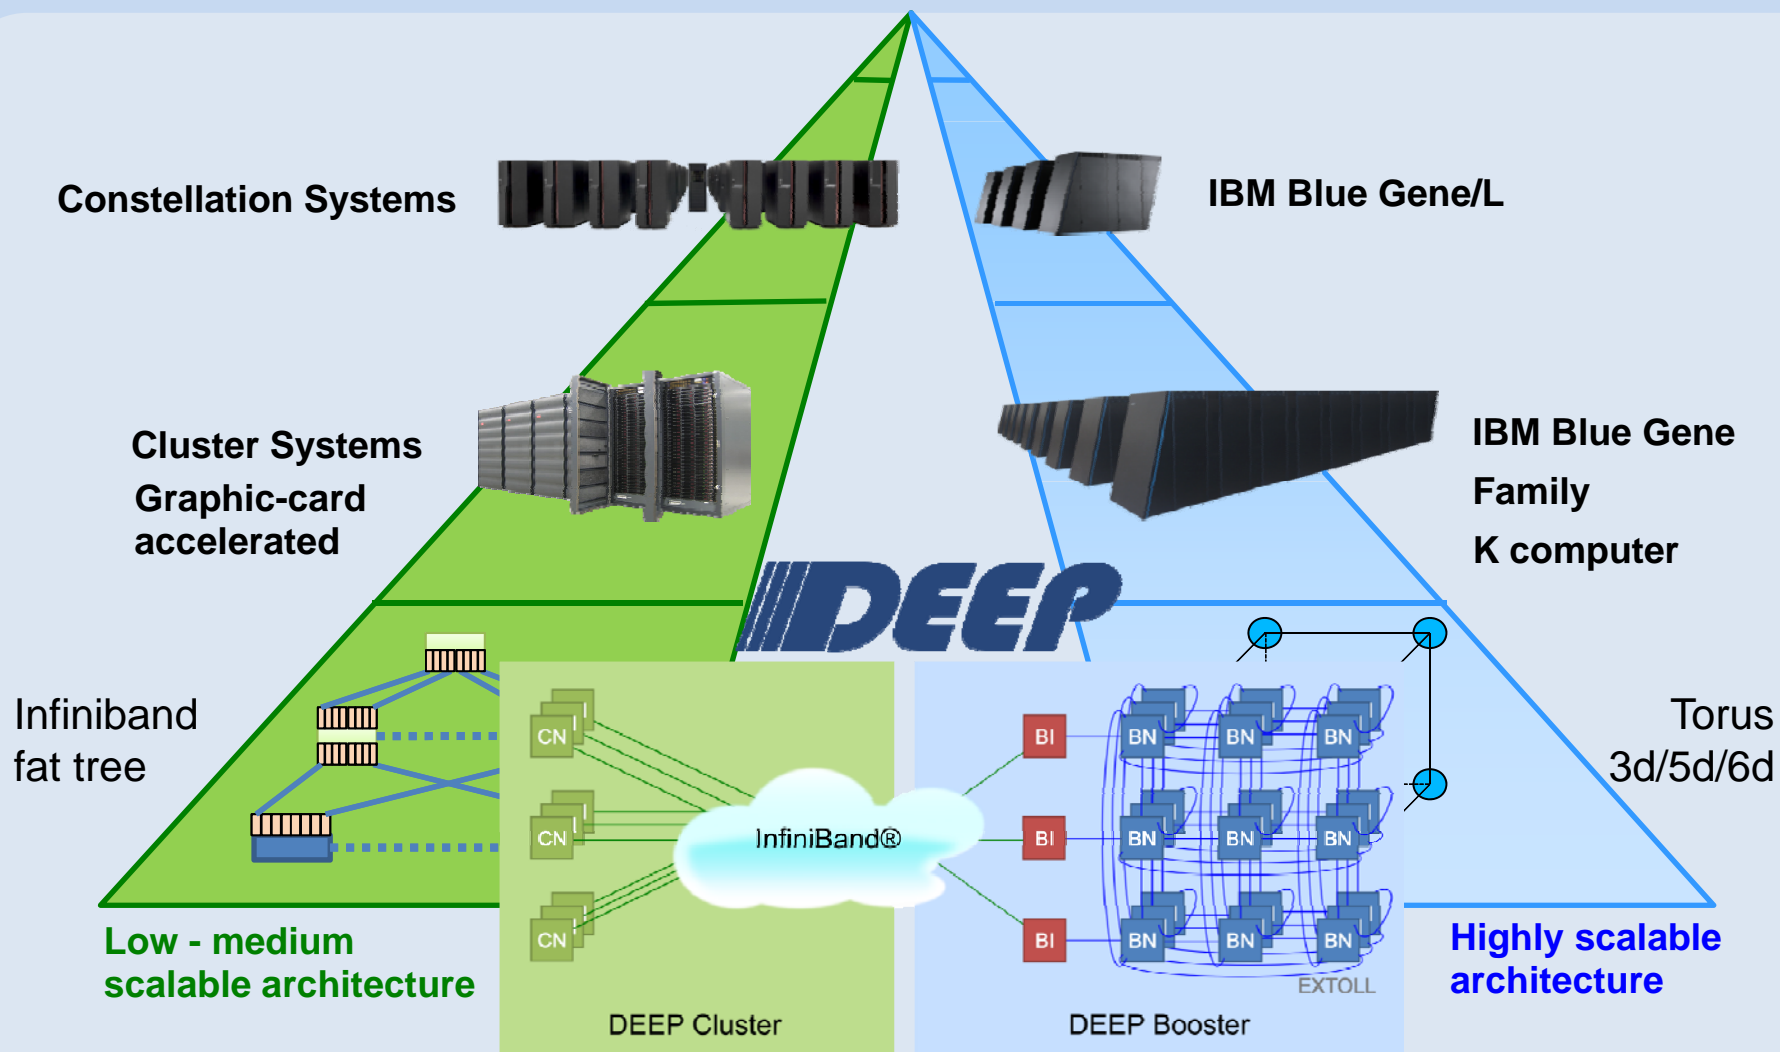 Constellation Systems
IBM Blue Gene/L
Cluster Systems
Graphic-card
accelerated
IBM Blue Gene
Family
K computer
DEEP
Infiniband
fat tree
Torus
3d/5d/6d
CN
CN
CN
InfiniBand®
BI
BI
BI
BN BN BN
BN BN BN
BN BN BN
EXTOLL
DEEP Cluster
DEEP Booster
Low - medium
scalable architecture
Highly scalable
architecture